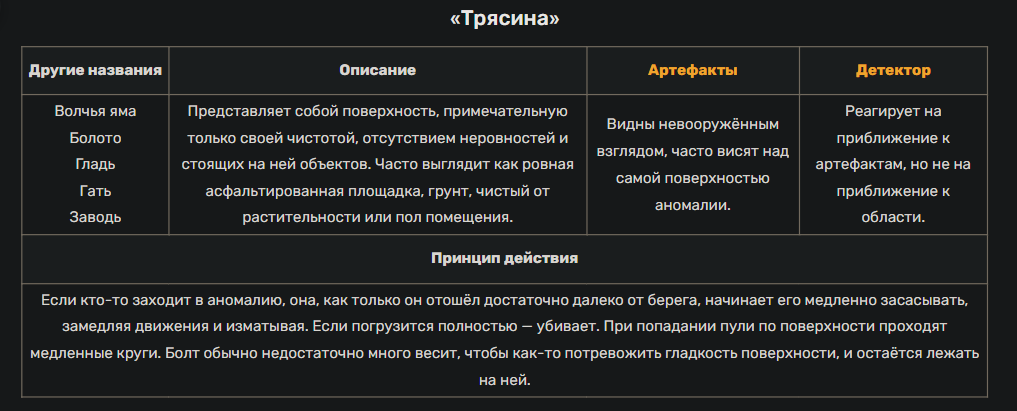 «Трясина»
Другие названия
Описание
Артефакты
Детектор
Волчья яма
Болото
Гладь
Гать
Заводь
Представляет собой поверхность, примечательную
только своей чистотой, отсутствием неровностей и
стоящих на ней объектов. Часто выглядит как ровная
асфальтированная площадка, грунт, чистый от
растительности или пол помещения.
Видны невооружённым
взглядом, часто висят над
самой поверхностью
аномалии.
Реагирует на
приближение к
артефактам, но не на
приближение к
области.
Принцип действия
Если кто-то заходит в аномалию, она, как только он отошёл достаточно далеко от берега, начинает его медленно засасывать,
замедляя движения и изматывая. Если погрузится полностью — убивает. При попадании пули по поверхности проходят
медленные круги. Болт обычно недостаточно много весит, чтобы как-то потревожить гладкость поверхности, и остаётся лежать
на ней.